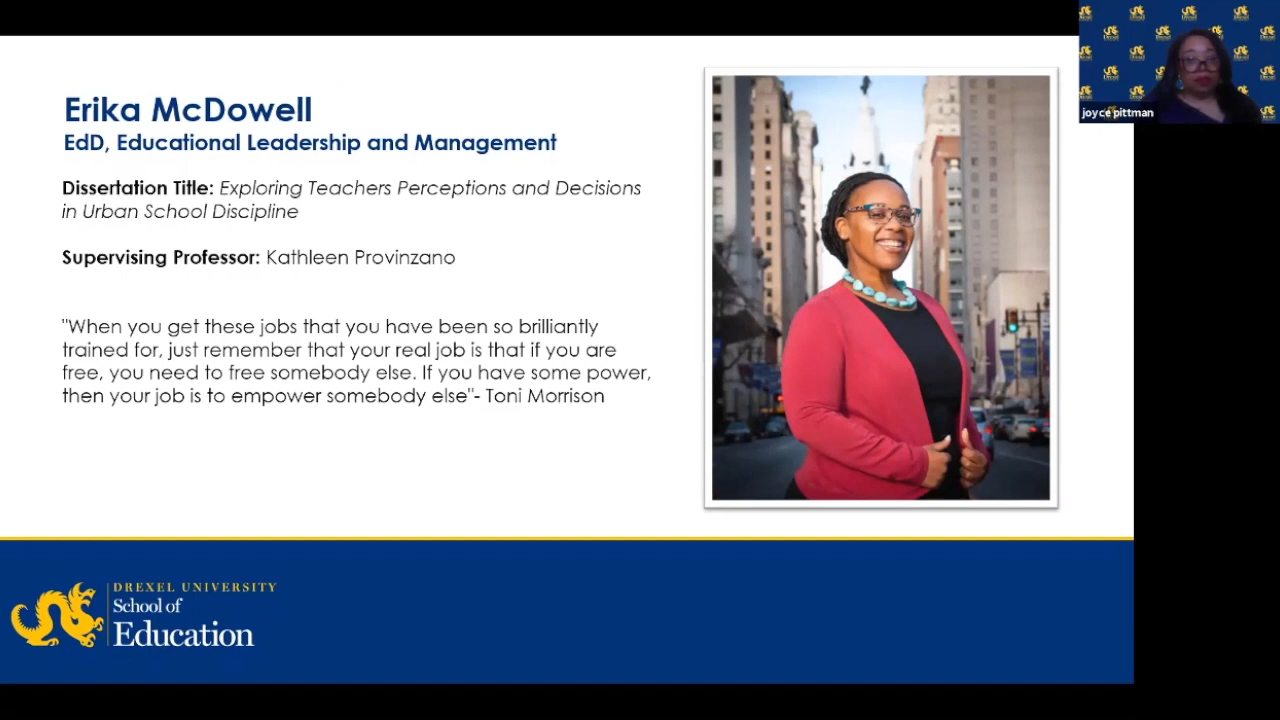 Erika McDowell
EdD, Educational Leadership and Management
Dissertation Title: Exploring Teachers Perceptions and Decisions
in Urban School Discipline
Supervising Professor: Kathleen Provinzano
"When you get these jobs that you have been so brilliantly
trained for, just remember that your real job is that if you are
free, you need to free somebody else. If you have some power,
then your job is to empower somebody else"- Toni Morrison
joyce pittman
DREXEL UNIVERSITY
School of
Education